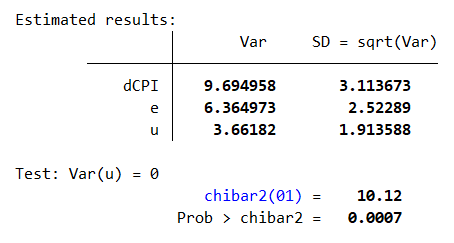 Estimated results:
Var SD = sqrt(Var)
dCPI 9.694958 3.113673
e 6.364973 2.52289
u 3.66182 1.913588
Test: Var(u) = 0
chibar2(01) = 10.12
Prob > chibar2 = 0.0007